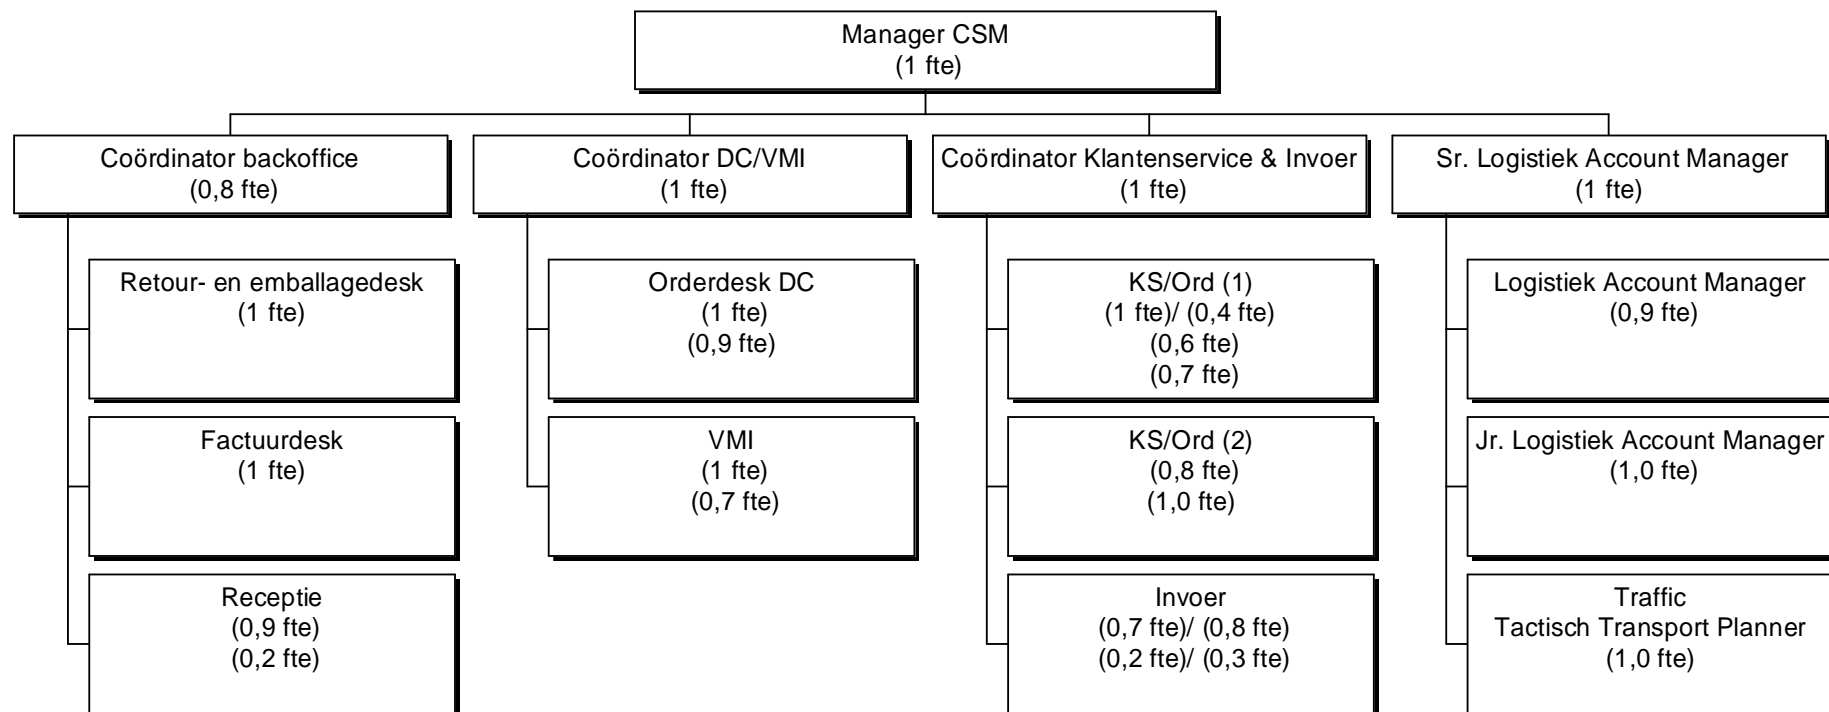 Manager CSM
(1 fte)
Coördinator backoffice
(0,8 fte)
Coördinator DC/VMI
(1 fte)
Coördinator Klantenservice & Invoer
(1 fte)
Sr. Logistiek Account Manager
(1 fte)
Retour- en emballagedesk
(1 fte)
Orderdesk DC
(1 fte)
(0,9 fte)
KS/Ord (1)
(1 fte)/ (0,4 fte)
(0,6 fte)
(0,7 fte)
Logistiek Account Manager
(0,9 fte)
Factuurdesk
(1 fte)
VMI
(1 fte)
(0,7 fte)
KS/Ord (2)
(0,8 fte)
(1,0 fte)
Jr. Logistiek Account Manager
(1,0 fte)
Receptie
(0,9 fte)
(0,2 fte)
Invoer
(0,7 fte)/ (0,8 fte)
(0,2 fte)/ (0,3 fte)
Traffic
Tactisch Transport Planner
(1,0 fte)